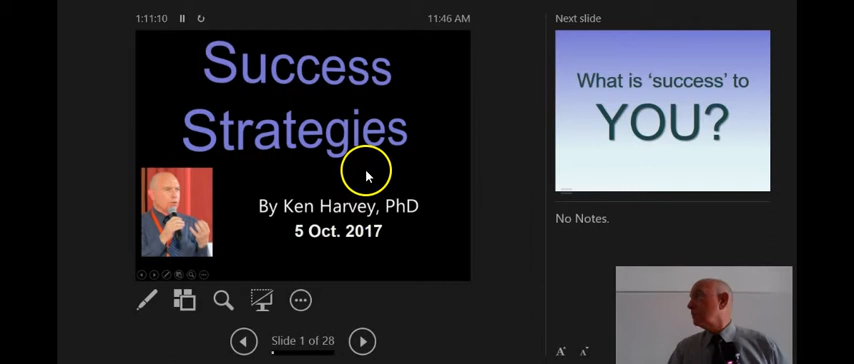 1:11:10
11:46 AM
Success
Strategies
By Ken Harvey, PhD
5 Oct. 2017
Slide 1 of 28
Next slide
What is ‘success’ to
YOU?
No Notes.
A A